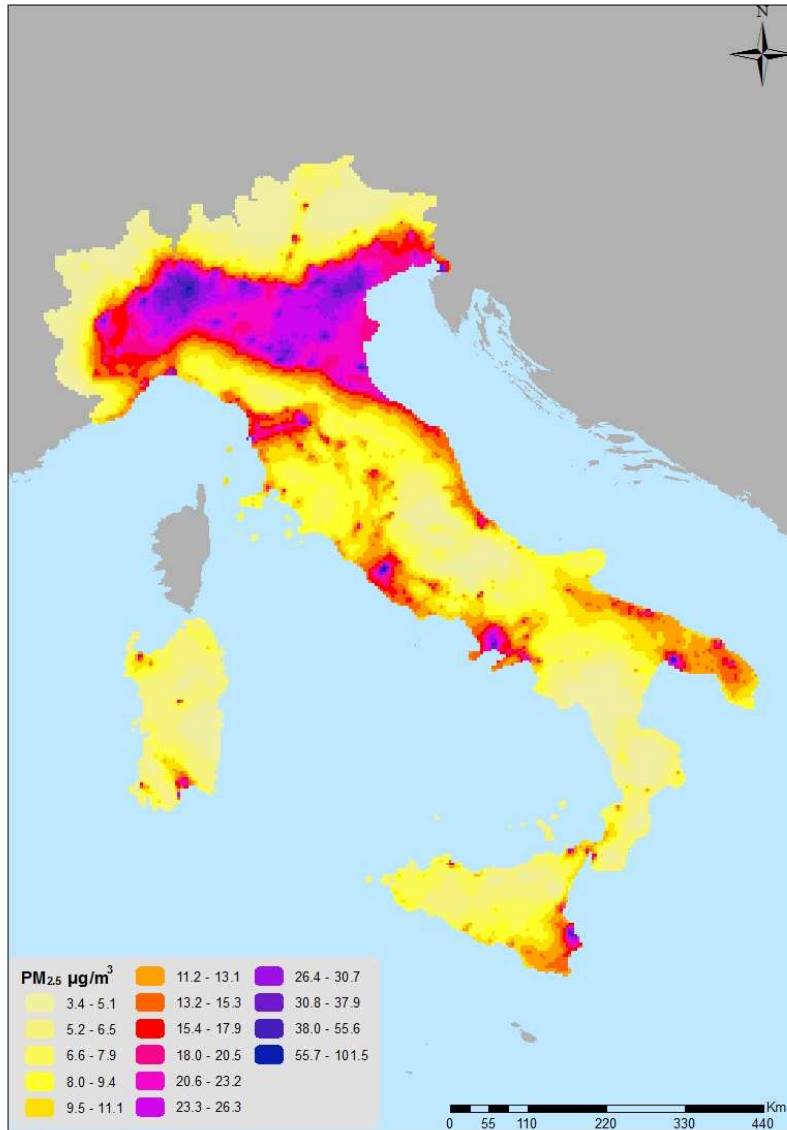 N
PM2.5 µg/m3
3.4 - 5.1
5.2 - 6.5
6.6 - 7.9
8.0 - 9.4
9.5 - 11.1
11.2 - 13.1
13.2 - 15.3
15.4 - 17.9
18.0 - 20.5
20.6 - 23.2
23.3 - 26.3
26.4 - 30.7
30.8 - 37.9
38.0 - 55.6
55.7 - 101.5
Km
0 55 110 220 330 440